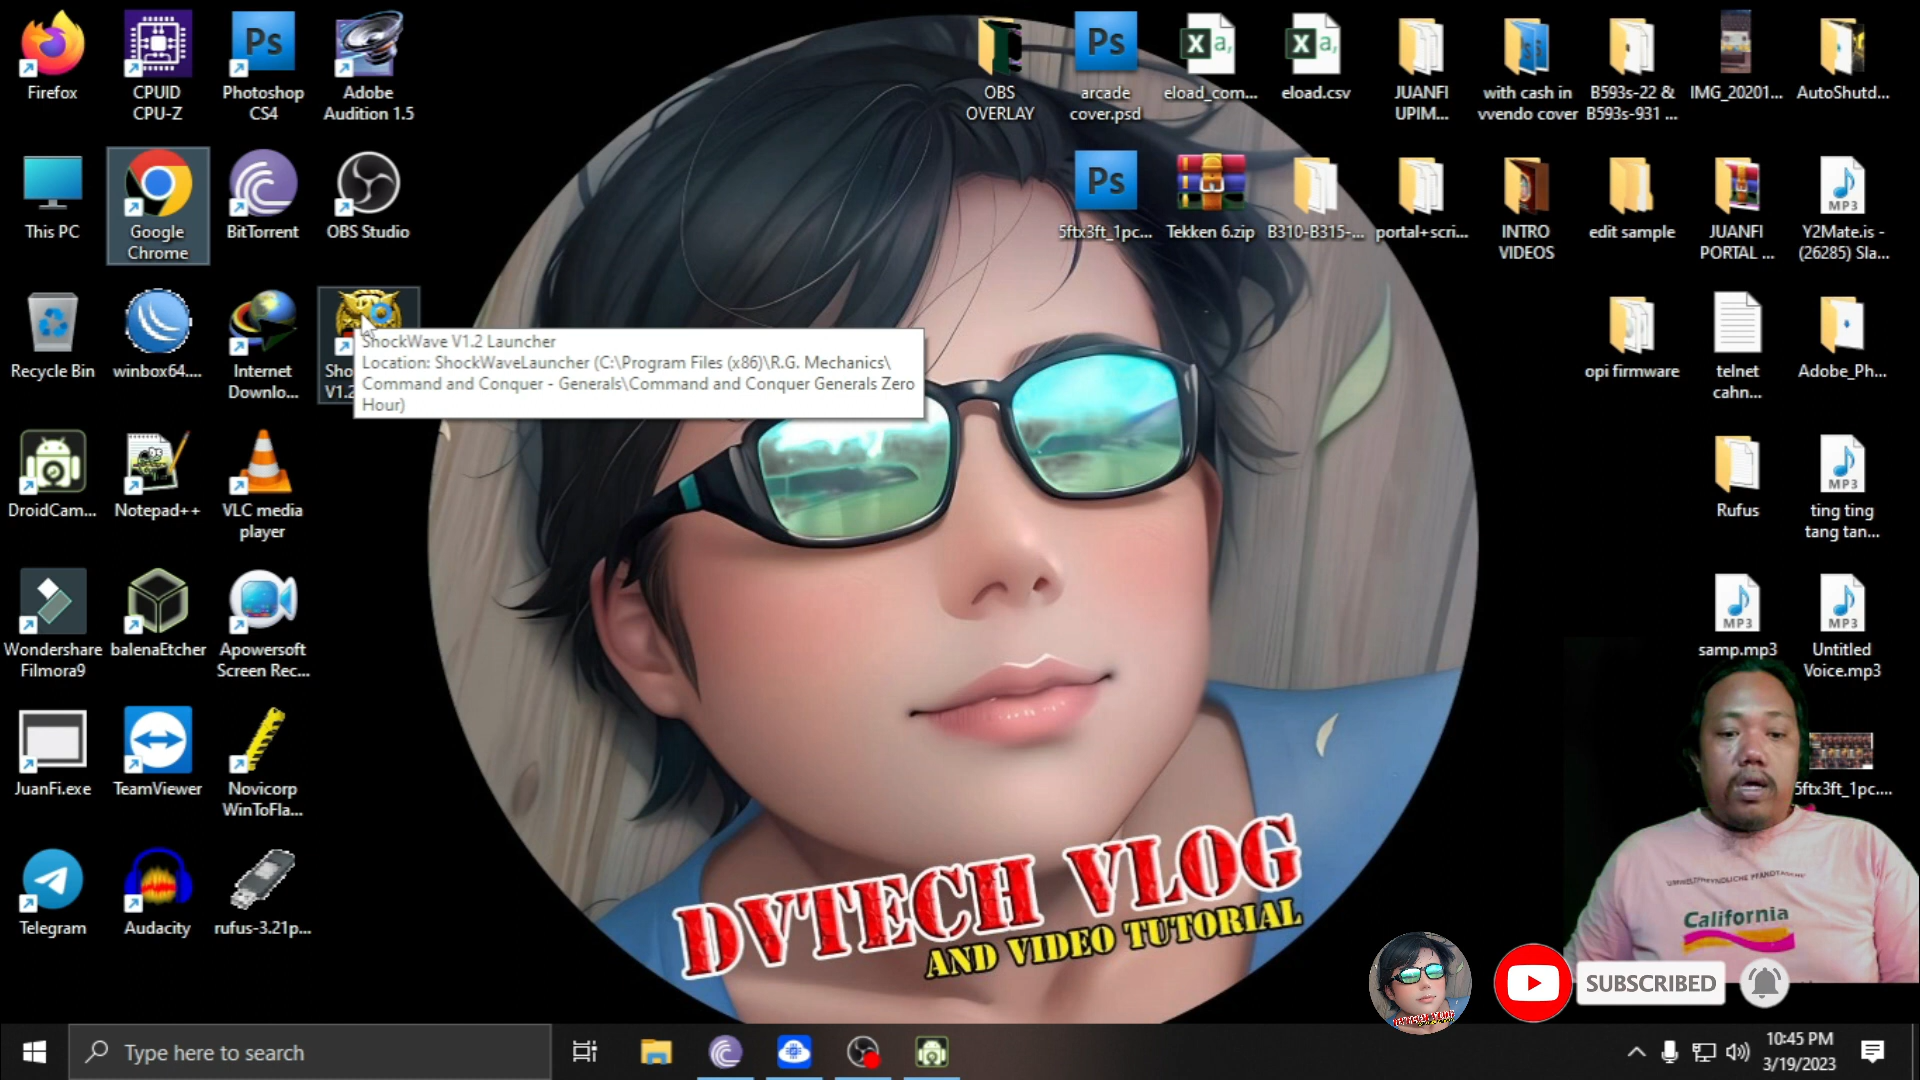 Firefox
CPUID
CPU-Z
Photoshop
CS4
Adobe
Audition 1.5
OBS
OVERLAY
arcade
cover.psd
eload_com...
eload.csv
JUANFI
UPIM...
with cash in
vvendo cover
B593s-22 &
B593s-931 ...
IMG_20201...
AutoShutd...
This PC
Google
Chrome
BitTorrent
OBS Studio
5ftx3ft_1pc...
Tekken 6.zip
B310-B315-...
portal+scri...
INTRO
VIDEOS
edit sample
JUANFI
PORTAL ...
Y2Mate.is -
(26285) Sla...
Recycle Bin
winbox64....
Internet
Downlo...
Sho
V1.2
ShockWave V1.2 Launcher
Location: ShockWaveLauncher (C:\Program Files (x86)\R.G. Mechanics\
Command and Conquer - Generals\Command and Conquer Generals Zero
Hour)
opi firmware
telnet
cahn...
Adobe_Ph...
DroidCam...
Notepad++
VLC media
player
Rufus
ting ting
tang tan...
Wondershare
Filmora9
balenaEtcher
Apowersoft
Screen Rec...
samp.mp3
Untitled
Voice.mp3
JuanFi.exe
TeamViewer
Novicorp
WinToFla...
5ftx3ft_1pc....
Telegram
Audacity
rufus-3.21p...
DVTECH VLOG
AND VIDEO TUTORIAL
California
SUBSCRIBED
Type here to search
10:45 PM
3/19/2023